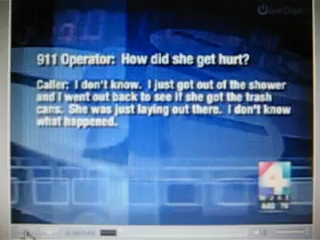 911 Operator: How did she get hurt?
Caller: I don't know. I just got out of the shower
and I went out back to see if she got the trash
cans. She was just laying out there. I don't know
what happened.
4